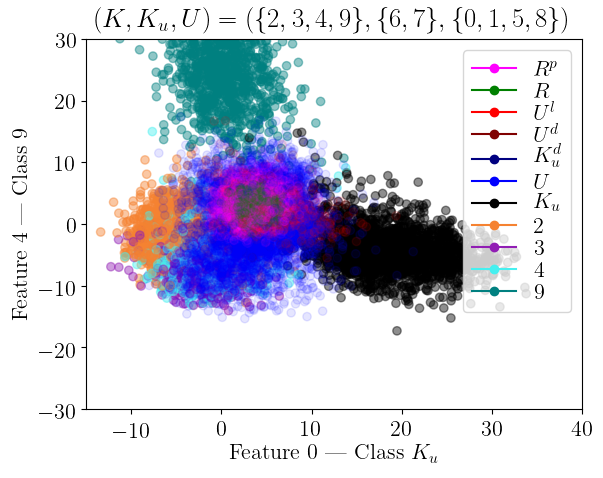 (K, K_u, U) = ({2, 3, 4, 9}, {6, 7}, {0, 1, 5, 8})
30
20
10
0
−10
−20
−30
−10
0
10
20
30
40
Feature 4 — Class 9
Feature 0 — Class K_u
R^p
R
U^l
U^d
K_u^d
U
K_u
2
3
4
9